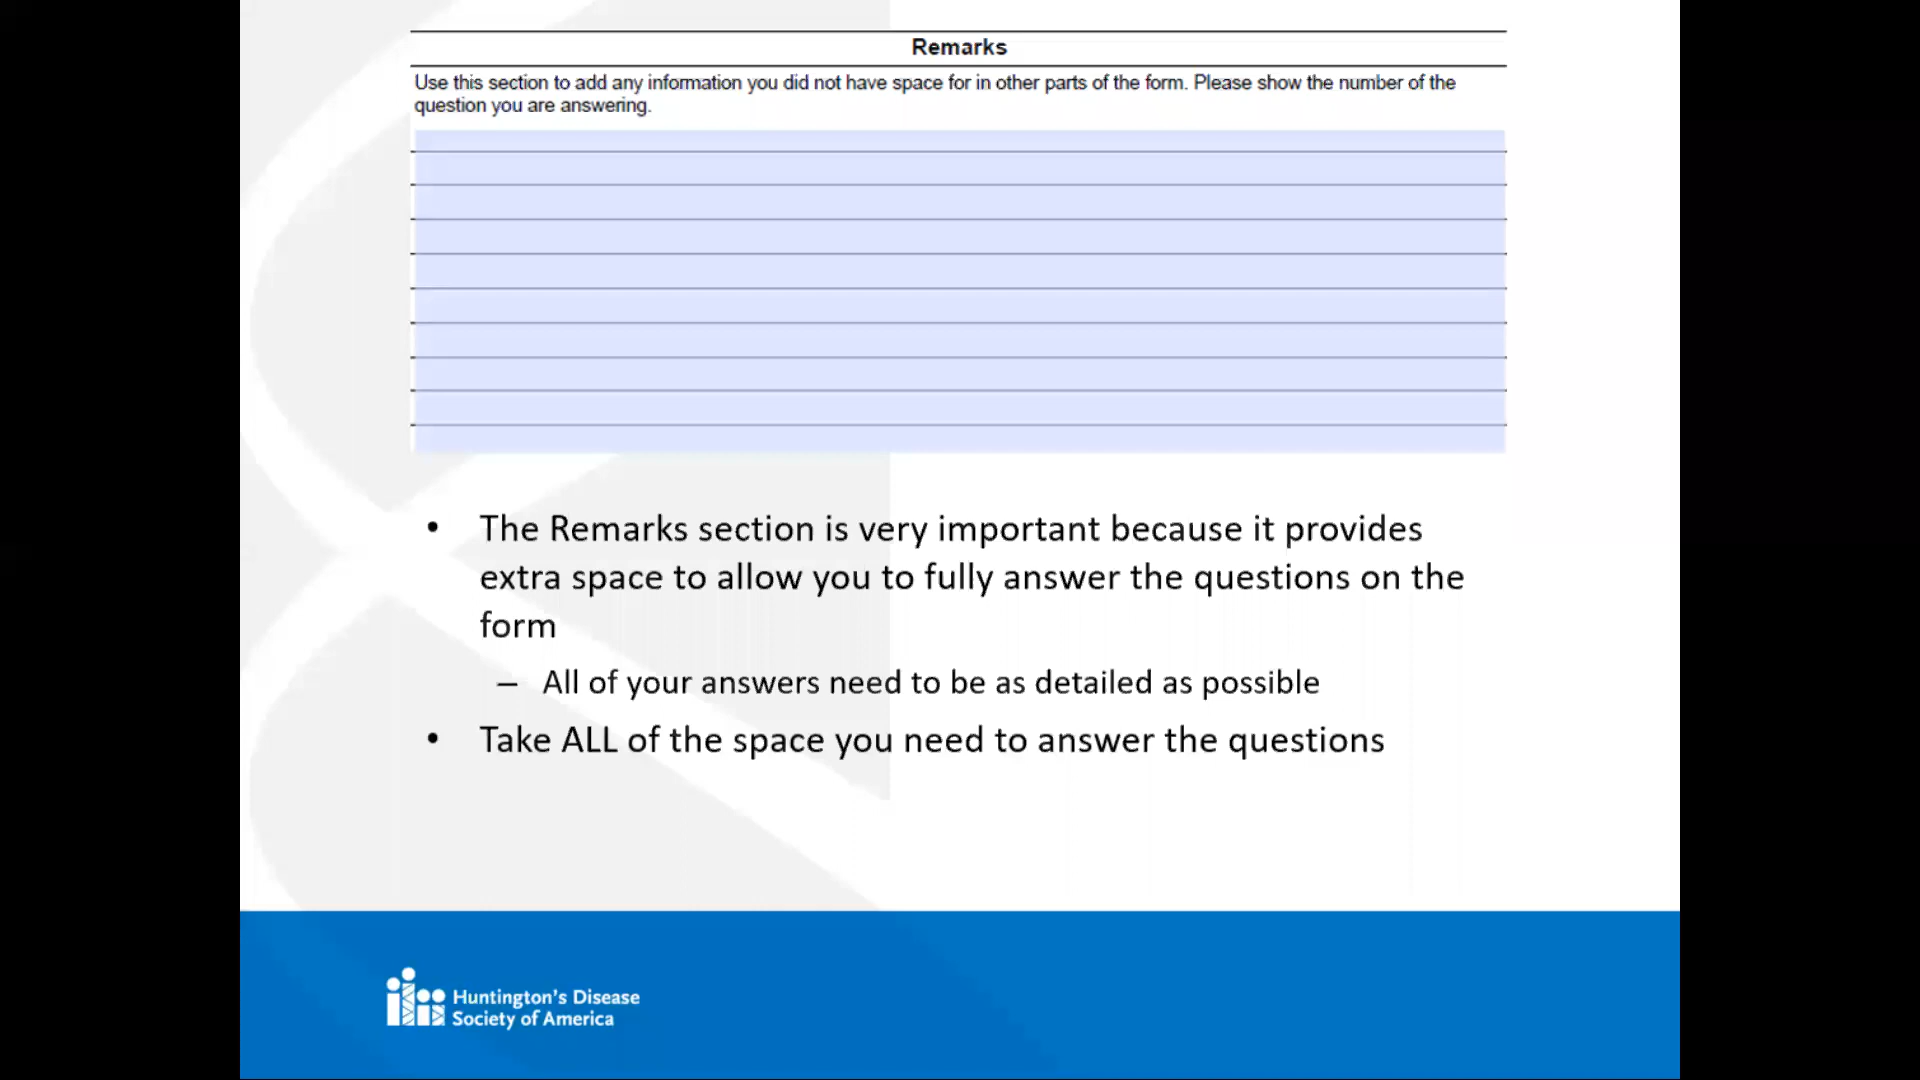 Remarks
Use this section to add any information you did not have space for in other parts of the form. Please show the number of the
question you are answering.
• The Remarks section is very important because it provides
extra space to allow you to fully answer the questions on the
form
– All of your answers need to be as detailed as possible
• Take ALL of the space you need to answer the questions
Huntington's Disease
Society of America